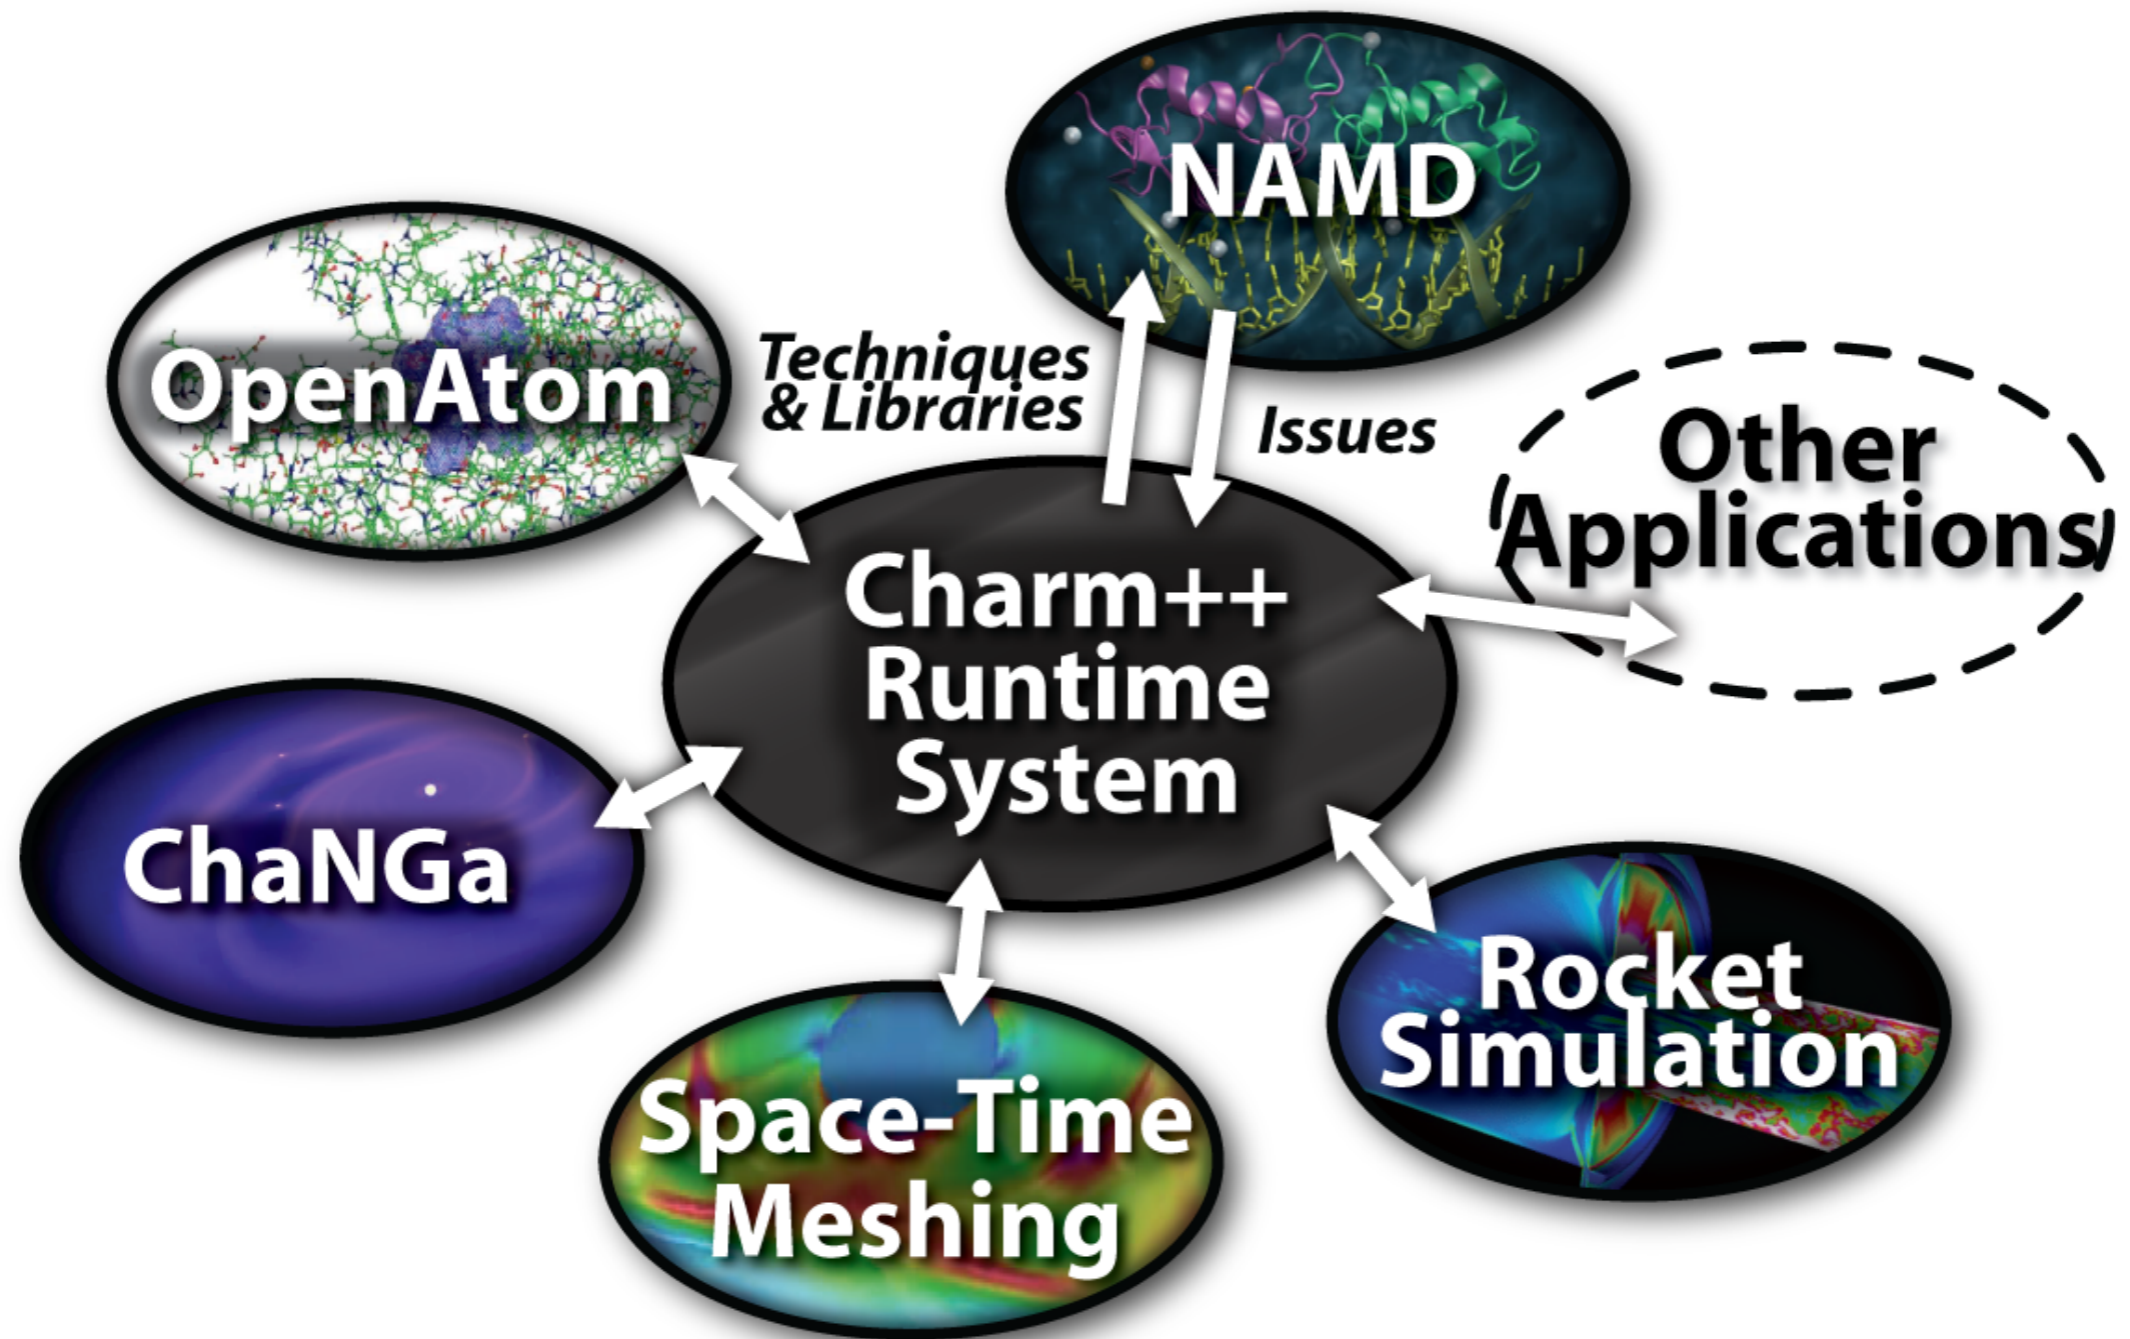 NAMD
OpenAtom
Techniques
& Libraries
Issues
Other
Applications
Charm++
Runtime
System
ChaNGa
Rocket
Simulation
Space-Time
Meshing